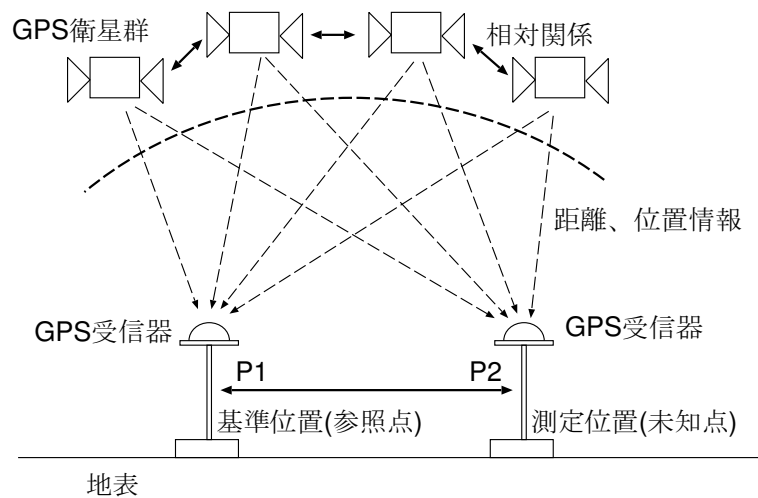 GPS衛星群
相対関係
距離、位置情報
GPS受信器
GPS受信器
P1
P2
基準位置(参照点)
測定位置(未知点)
地表